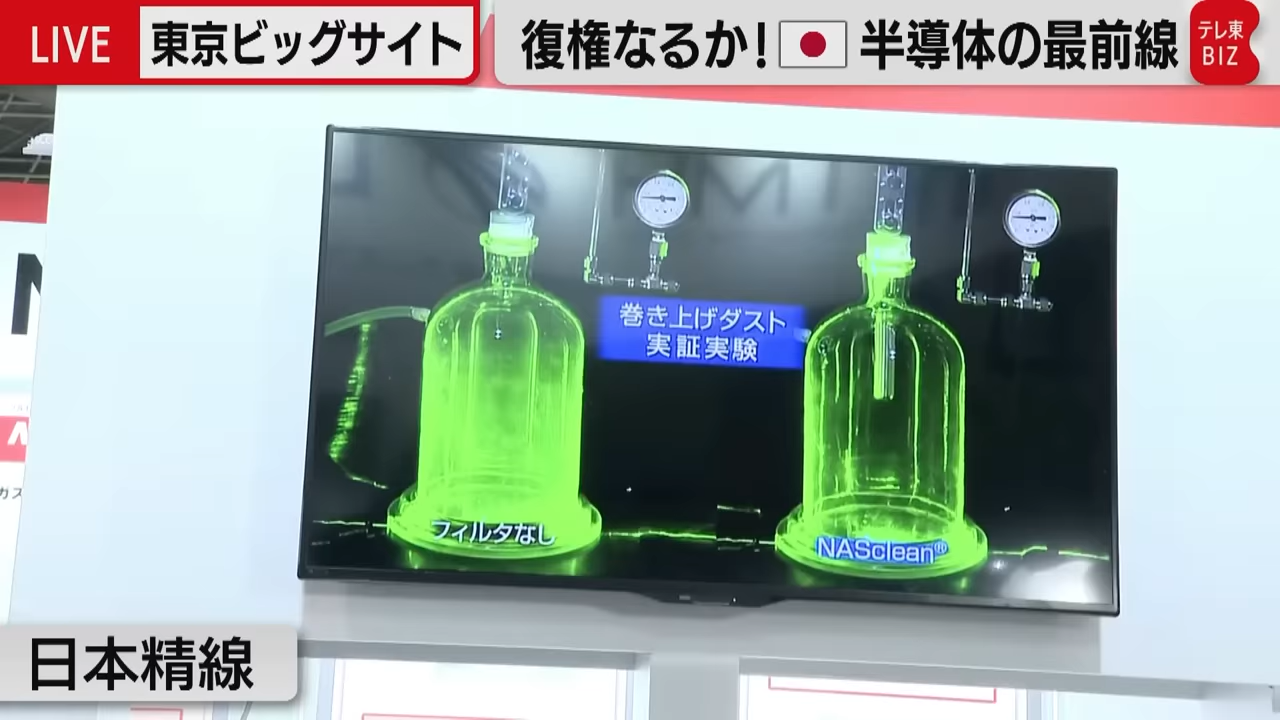 LIVE
東京ビッグサイト
復権なるか!
半導体の最前線
テレ東
BIZ
巻き上げダスト
実証実験
フィルタなし
NASclean®
日本精線